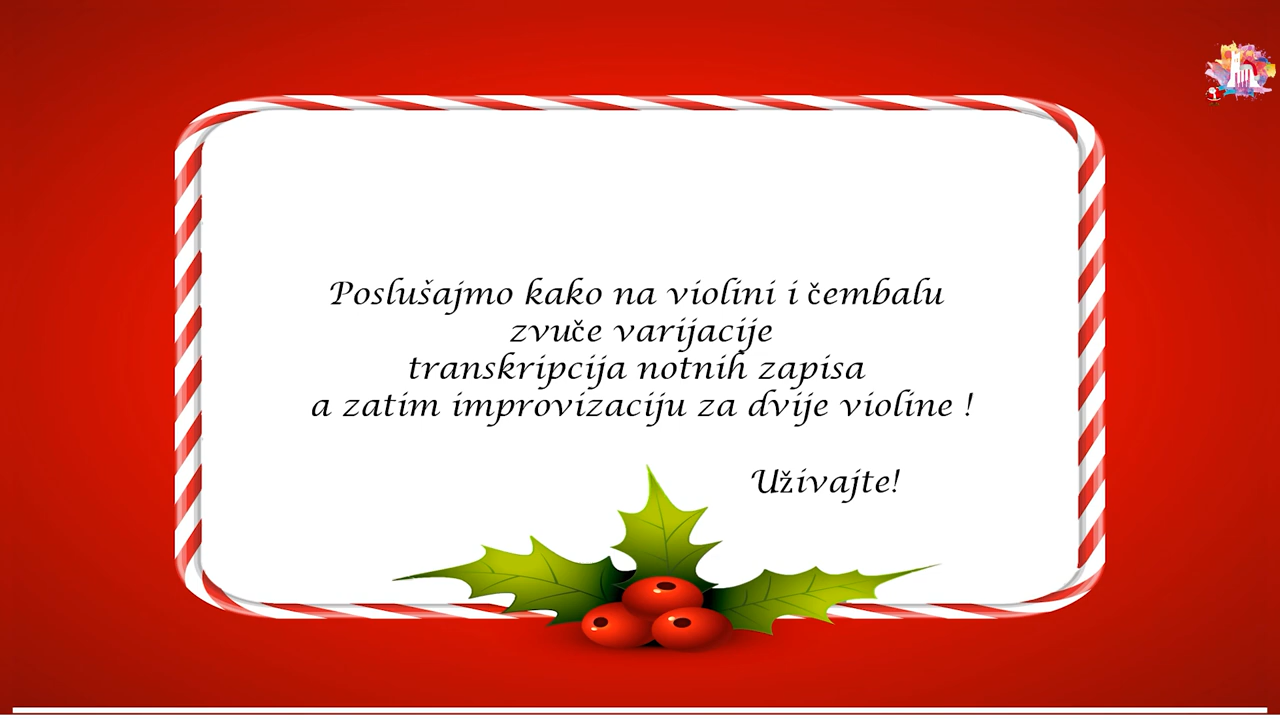 Poslušajmo kako na violini i čembalu
zvuče varijacije
transkripcija notnih zapisa
a zatim improvizaciju za dvije violine !
Uživajte!